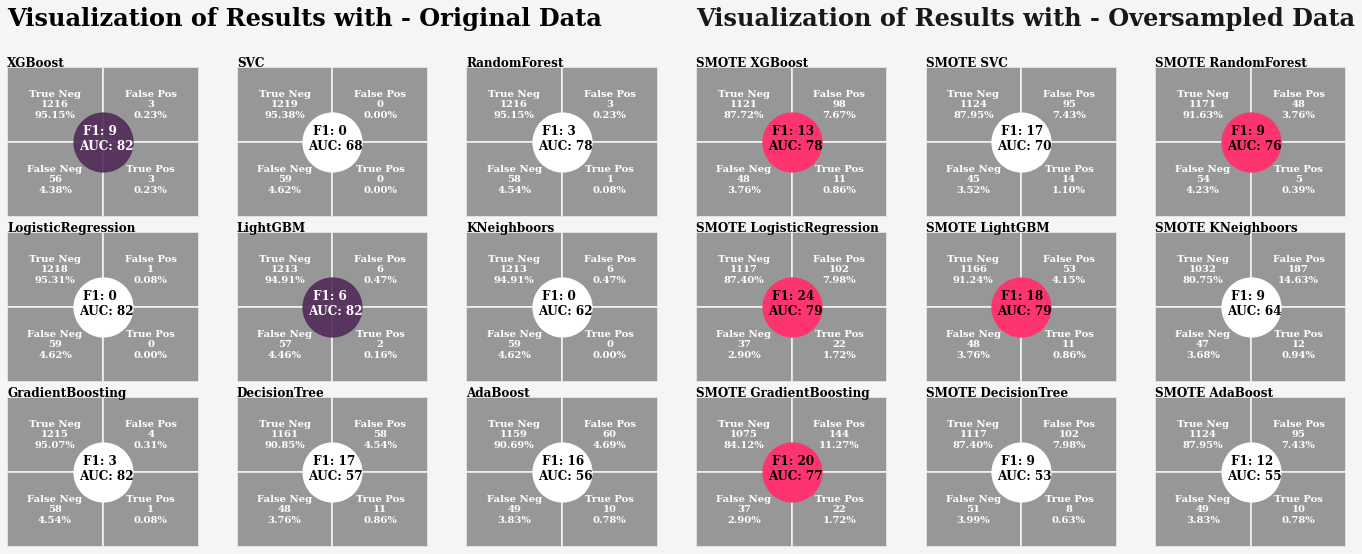 Visualization of Results with - Original Data
Visualization of Results with - Oversampled Data
XGBoost
True Neg
1216
95.15%
False Pos
3
0.23%
F1: 9
AUC: 82
False Neg
56
4.38%
True Pos
3
0.23%
SVC
True Neg
1219
95.38%
False Pos
0
0.00%
F1: 0
AUC: 68
False Neg
59
4.62%
True Pos
0
0.00%
RandomForest
True Neg
1216
95.15%
False Pos
3
0.23%
F1: 3
AUC: 78
False Neg
58
4.54%
True Pos
1
0.08%
SMOTE XGBoost
True Neg
1121
87.72%
False Pos
98
7.67%
F1: 13
AUC: 78
False Neg
48
3.76%
True Pos
11
0.86%
SMOTE SVC
True Neg
1124
87.95%
False Pos
95
7.43%
F1: 17
AUC: 70
False Neg
45
3.52%
True Pos
14
1.10%
SMOTE RandomForest
True Neg
1171
91.63%
False Pos
48
3.76%
F1: 9
AUC: 76
False Neg
54
4.23%
True Pos
5
0.39%
LogisticRegression
True Neg
1218
95.31%
False Pos
1
0.08%
F1: 0
AUC: 82
False Neg
59
4.62%
True Pos
0
0.00%
LightGBM
True Neg
1213
94.91%
False Pos
6
0.47%
F1: 6
AUC: 82
False Neg
57
4.46%
True Pos
2
0.16%
KNeighboors
True Neg
1213
94.91%
False Pos
6
0.47%
F1: 0
AUC: 62
False Neg
59
4.62%
True Pos
0
0.00%
SMOTE LogisticRegression
True Neg
1117
87.40%
False Pos
102
7.98%
F1: 24
AUC: 79
False Neg
37
2.90%
True Pos
22
1.72%
SMOTE LightGBM
True Neg
1166
91.24%
False Pos
53
4.15%
F1: 18
AUC: 79
False Neg
48
3.76%
True Pos
11
0.86%
SMOTE KNeighboors
True Neg
1032
80.75%
False Pos
187
14.63%
F1: 9
AUC: 64
False Neg
47
3.68%
True Pos
12
0.94%
GradientBoosting
True Neg
1215
95.07%
False Pos
4
0.31%
F1: 3
AUC: 82
False Neg
58
4.54%
True Pos
1
0.08%
DecisionTree
True Neg
1161
90.85%
False Pos
58
4.54%
F1: 17
AUC: 57
False Neg
48
3.76%
True Pos
11
0.86%
AdaBoost
True Neg
1159
90.69%
False Pos
60
4.69%
F1: 16
AUC: 56
False Neg
49
3.83%
True Pos
10
0.78%
SMOTE GradientBoosting
True Neg
1075
84.12%
False Pos
144
11.27%
F1: 20
AUC: 77
False Neg
37
2.90%
True Pos
22
1.72%
SMOTE DecisionTree
True Neg
1117
87.40%
False Pos
102
7.98%
F1: 9
AUC: 53
False Neg
51
3.99%
True Pos
8
0.63%
SMOTE AdaBoost
True Neg
1124
87.95%
False Pos
95
7.43%
F1: 12
AUC: 55
False Neg
49
3.83%
True Pos
10
0.78%